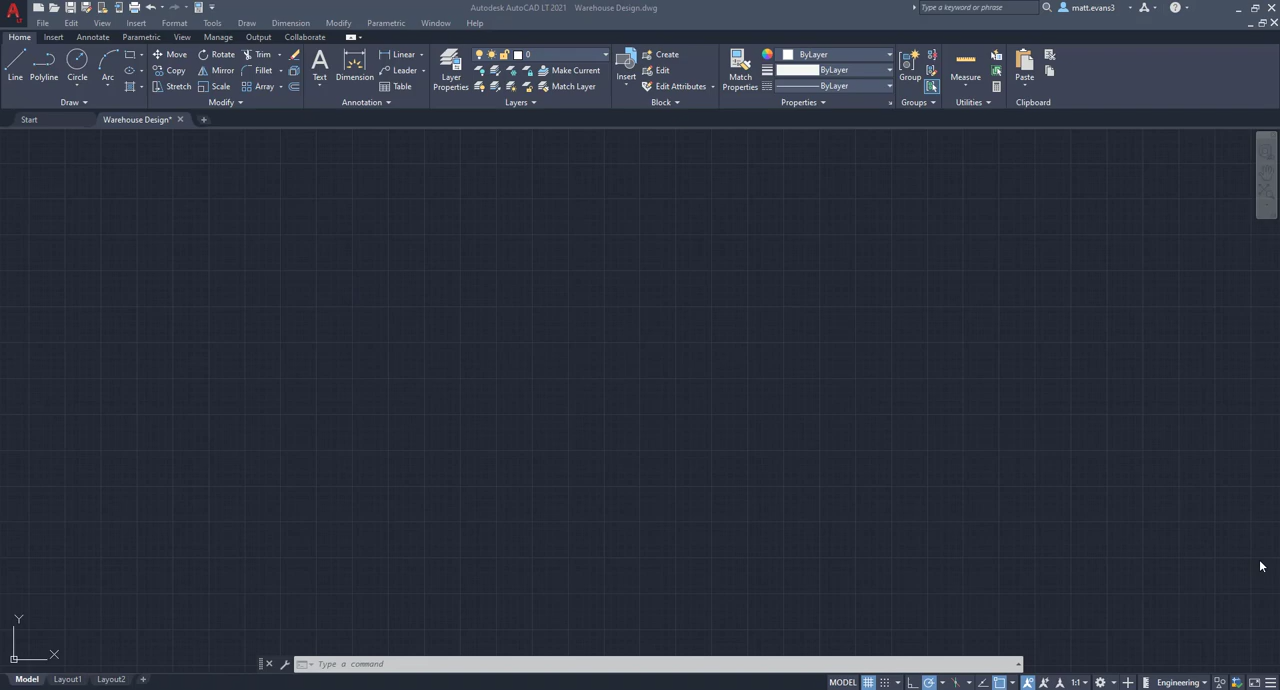 Autodesk AutoCAD LT 2021 Warehouse Design.dwg
Type a keyword or phrase
matt.evans3
LT
File Edit View Insert Format Tools Draw Dimension Modify Parametric Window Help
Home Insert Annotate Parametric View Manage Output Collaborate
Line
Polyline
Circle
Arc
Move Rotate Trim
Copy Mirror Fillet
Stretch Scale Array
Text
Dimension
Linear
Leader
Table
Layer
Properties
0
Make Current
Match Layer
Insert
Create
Edit
Edit Attributes
Match
Properties
ByLayer
ByLayer
ByLayer
Group
Measure
Paste
Draw Modify Annotation Layers Block Properties Groups Utilities Clipboard
Start Warehouse Design*
Y
X
Type a command
Model Layout1 Layout2
MODEL 1:1 Engineering